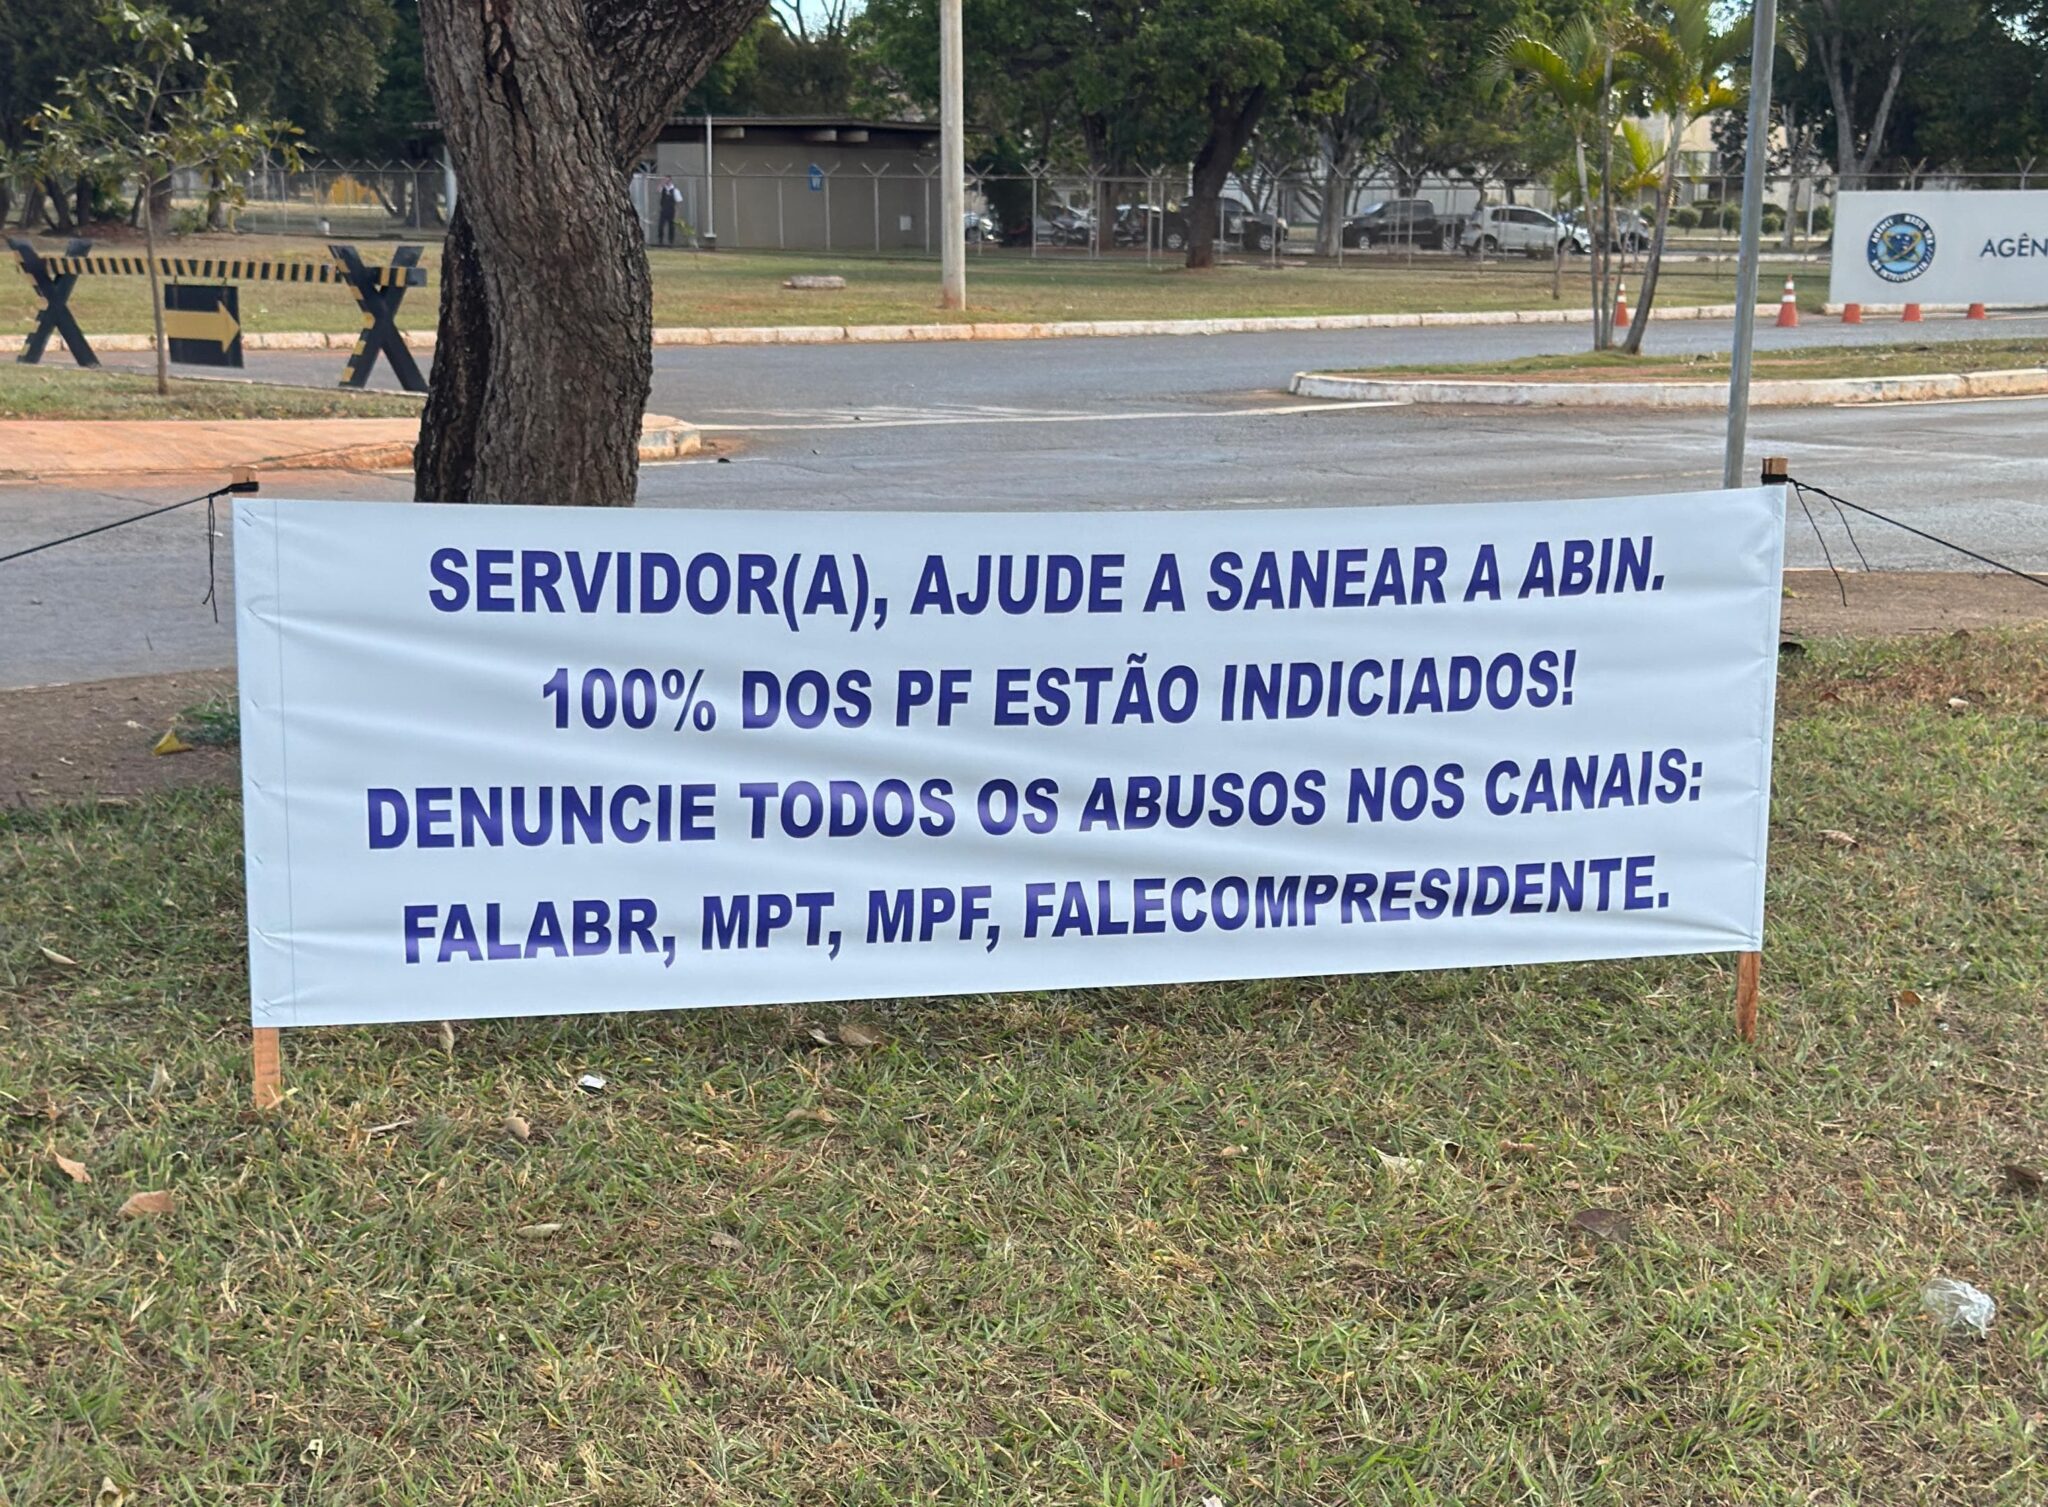 SERVIDOR(A), AJUDE A SANEAR A ABIN.
100% DOS PF ESTÃO INDICIADOS!
DENUNCIE TODOS OS ABUSOS NOS CANAIS:
FALABR, MPT, MPF, FALECOMPRESIDENTE.
AGÊN